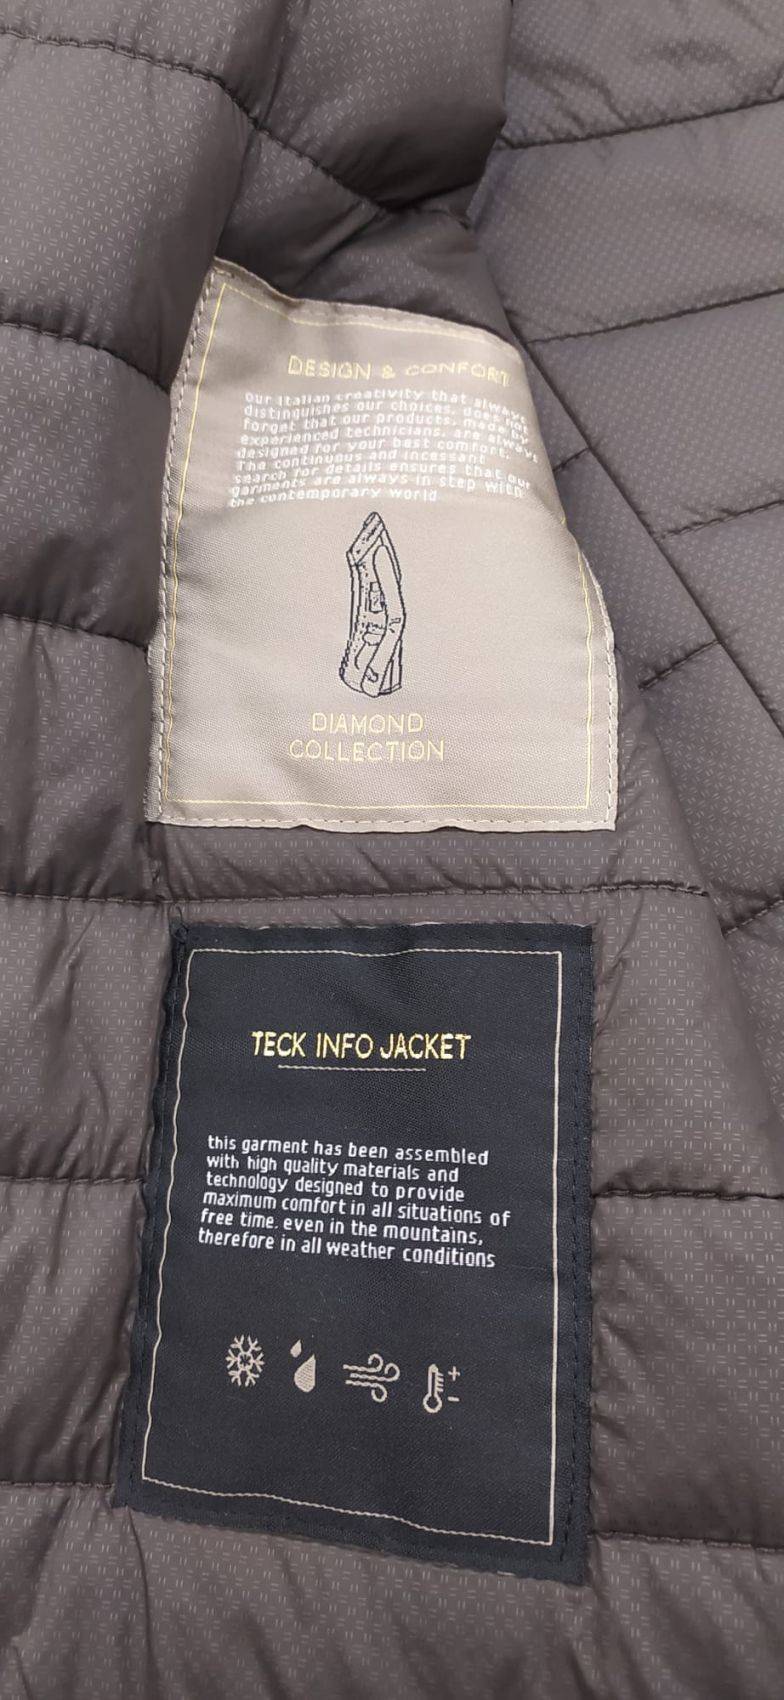 DESIGN & CONFORT
Our Italian creativity that always
distinguishes our choices, does not
forget that our products, made by
experienced technicians, are always
designed for your best comfort.
The continuous and incessant
search for details ensures that our
garments are always in step with
the contemporary world
DIAMOND
COLLECTION
TECK INFO JACKET
this garment has been assembled
with high quality materials and
technology designed to provide
maximum comfort in all situations of
free time. even in the mountains,
therefore in all weather conditions